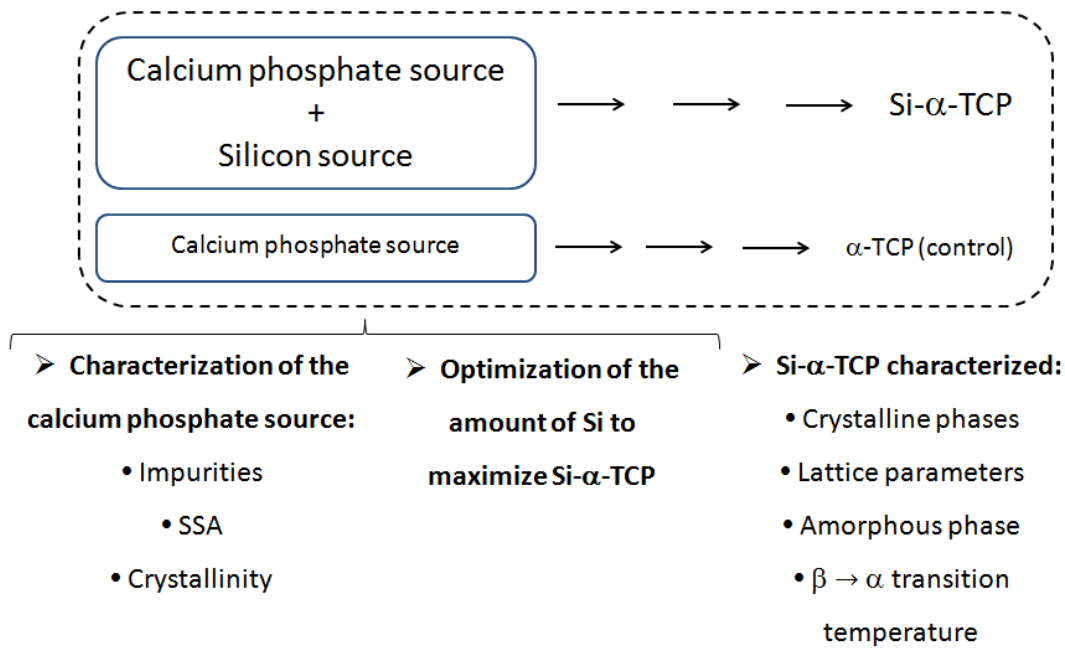 Calcium phosphate source
+
Silicon source
Si-α-TCP
Calcium phosphate source
α-TCP (control)
➢ Characterization of the
calcium phosphate source:
• Impurities
• SSA
• Crystallinity
➢ Optimization of the
amount of Si to
maximize Si-α-TCP
➢ Si-α-TCP characterized:
• Crystalline phases
• Lattice parameters
• Amorphous phase
• β → α transition
temperature